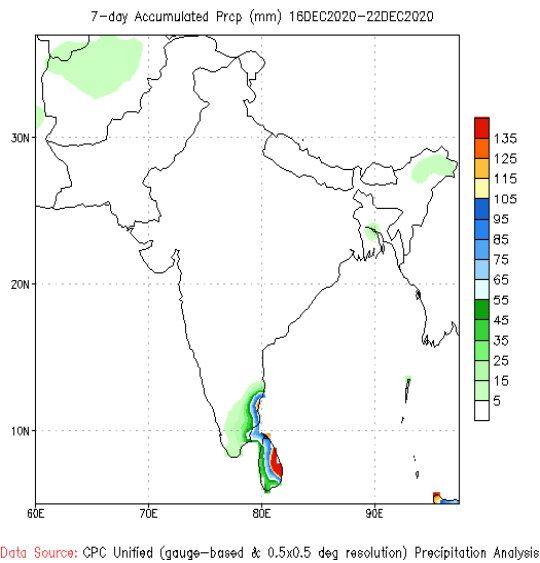 7-day Accumulated Prcp (mm) 16DEC2020-22DEC2020
135
125
115
105
95
85
75
65
55
45
35
25
15
5
30N
20N
10N
60E 70E 80E 90E
Data Source: CPC Unified (gauge-based & 0.5x0.5 deg resolution) Precipitation Analysis